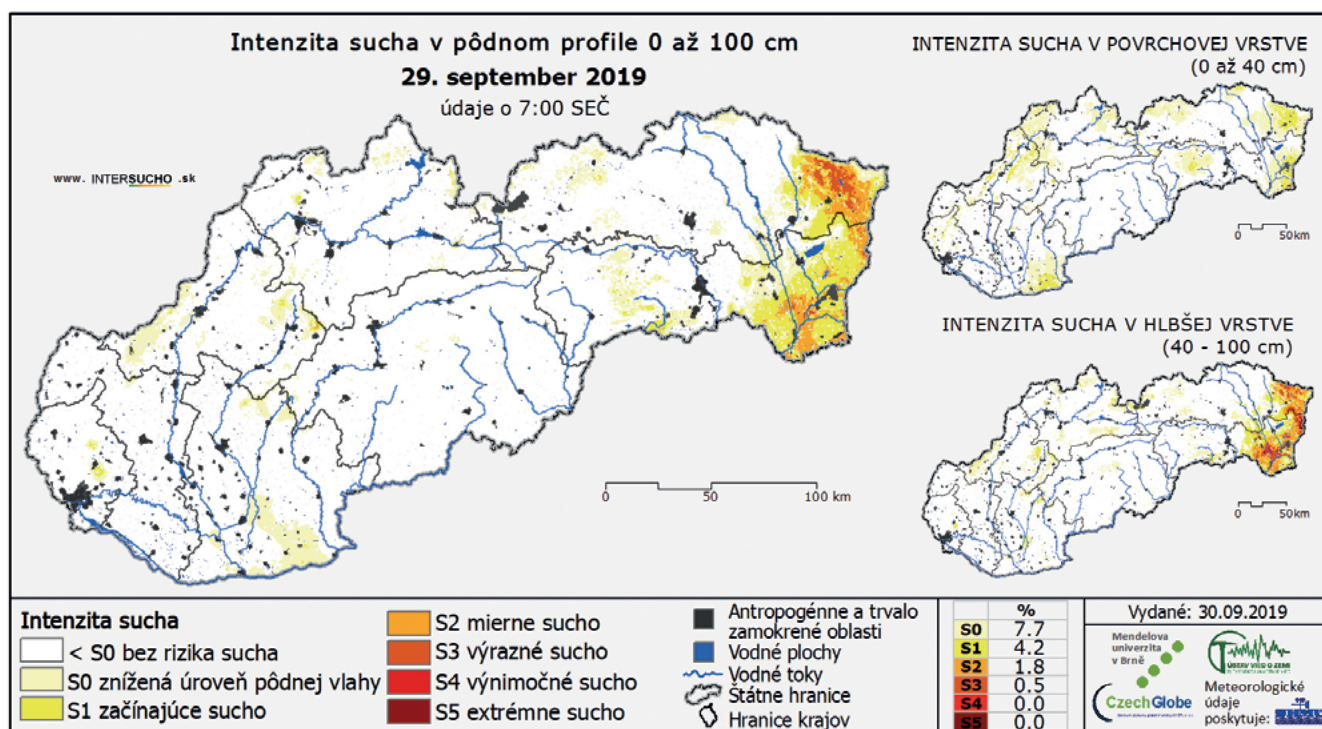 Intenzita sucha v pôdnom profile 0 až 100 cm
29. september 2019
údaje o 7:00 SEČ
www. INTERSUCHO .sk
0 50 100 km
INTENZITA SUCHA V POVRCHOVEJ VRSTVE
(0 až 40 cm)
0 50km
INTENZITA SUCHA V HLBŠEJ VRSTVE
(40 - 100 cm)
0 50km
Intenzita sucha
< S0 bez rizika sucha
S0 znížená úroveň pôdnej vlahy
S1 začínajúce sucho
S2 mierne sucho
S3 výrazné sucho
S4 výnimočné sucho
S5 extrémne sucho
Antropogénne a trvalo
zamokrené oblasti
Vodné plochy
Vodné toky
Štátne hranice
Hranice krajov
%
S0 7.7
S1 4.2
S2 1.8
S3 0.5
S4 0.0
S5 0.0
Vydané: 30.09.2019
Mendelova
univerzita
v Brně
CzechGlobe
Meteorologické
údaje
poskytuje: